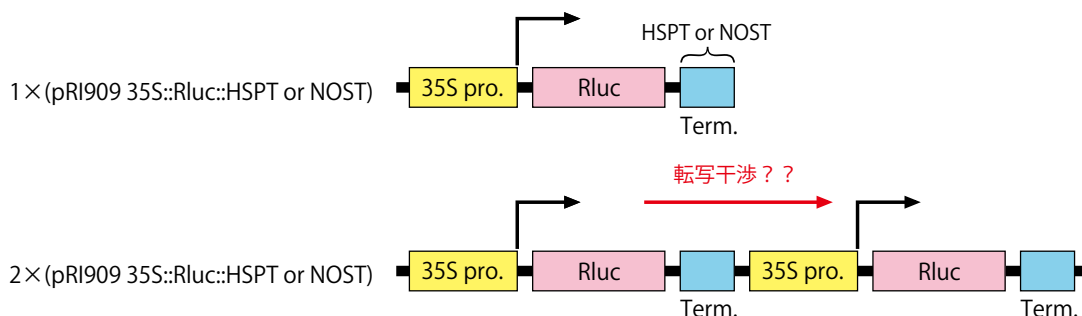 HSPT or NOST
1×(pRI909 35S::Rluc::HSPT or NOST)
35S pro.
Rluc
Term.
転写干渉??
2×(pRI909 35S::Rluc::HSPT or NOST)
35S pro.
Rluc
35S pro.
Rluc
Term.
Term.